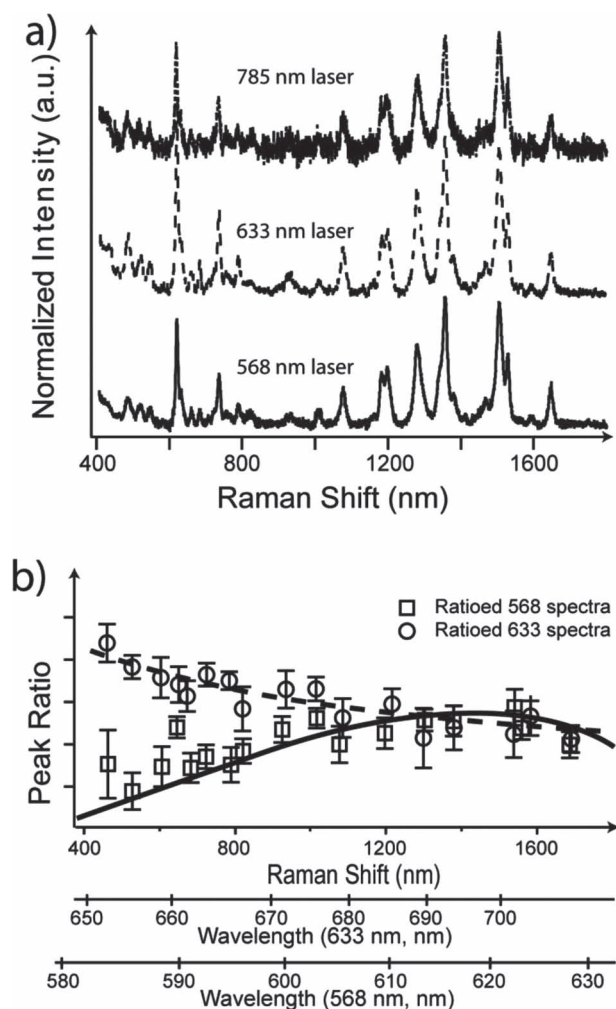 a)
Normalized Intensity (a.u.)
785 nm laser
633 nm laser
568 nm laser
400 800 1200 1600
Raman Shift (nm)
b)
Peak Ratio
Ratioed 568 spectra
Ratioed 633 spectra
400 800 1200 1600
Raman Shift (nm)
650 660 670 680 690 700
Wavelength (633 nm, nm)
580 590 600 610 620 630
Wavelength (568 nm, nm)